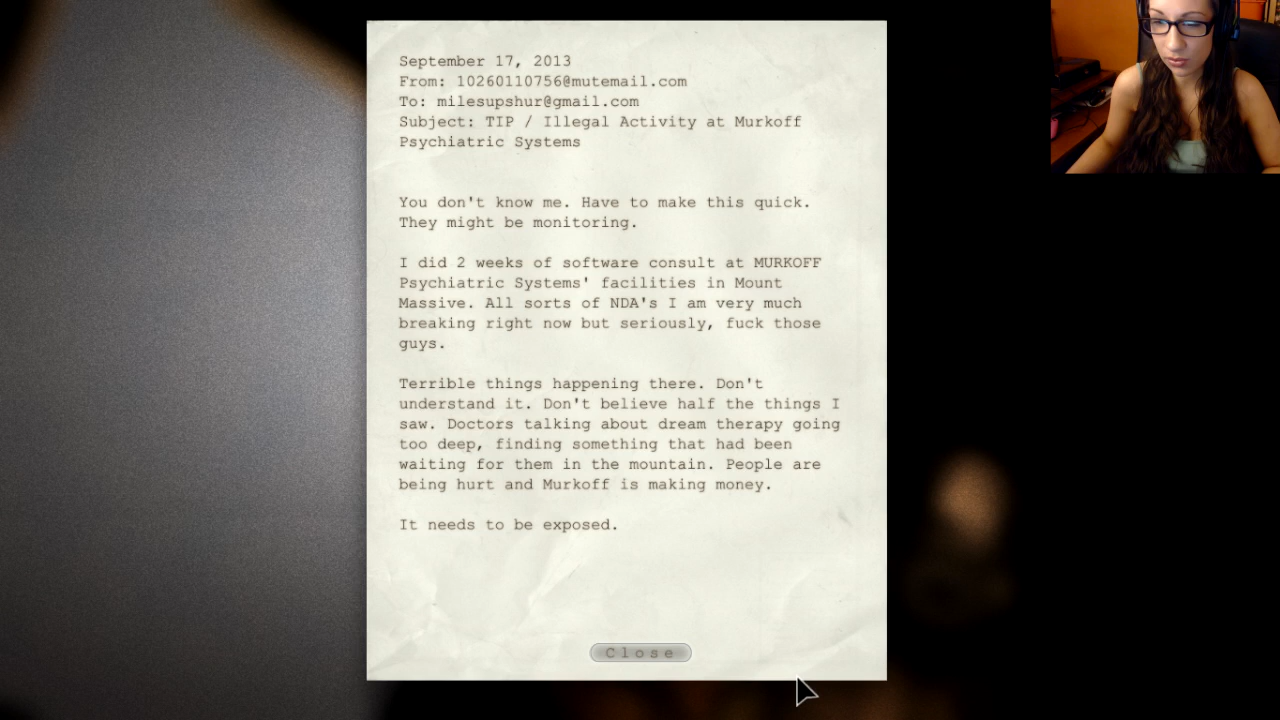 September 17, 2013
From: 10260110756@mutemail.com
To: milesupshur@gmail.com
Subject: TIP / Illegal Activity at Murkoff
Psychiatric Systems
You don't know me. Have to make this quick.
They might be monitoring.
I did 2 weeks of software consult at MURKOFF
Psychiatric Systems' facilities in Mount
Massive. All sorts of NDA's I am very much
breaking right now but seriously, fuck those
guys.
Terrible things happening there. Don't
understand it. Don't believe half the things I
saw. Doctors talking about dream therapy going
too deep, finding something that had been
waiting for them in the mountain. People are
being hurt and Murkoff is making money.
It needs to be exposed.
Close